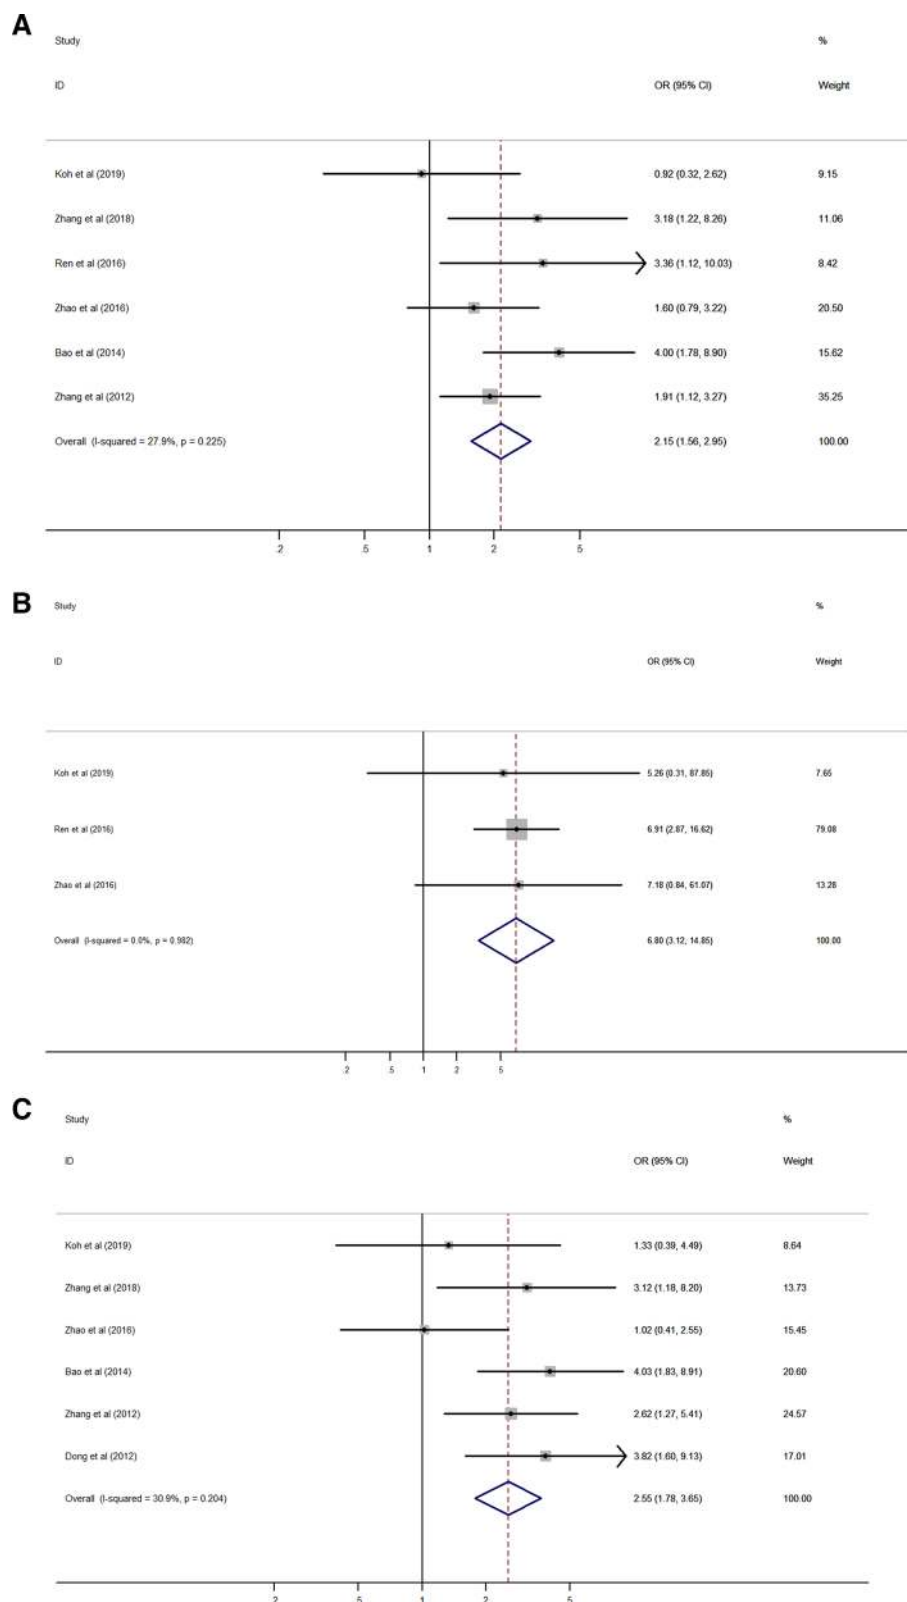 A
Study %
ID OR (95% CI) Weight
Koh et al (2019) 0.92 (0.32, 2.62) 9.15
Zhang et al (2018) 3.18 (1.22, 8.26) 11.06
Ren et al (2016) 3.36 (1.12, 10.03) 8.42
Zhao et al (2016) 1.60 (0.79, 3.22) 20.50
Bao et al (2014) 4.00 (1.78, 8.90) 15.62
Zhang et al (2012) 1.91 (1.12, 3.27) 35.25
Overall (I-squared = 27.9%, p = 0.225) 2.15 (1.56, 2.95) 100.00
.2 .5 1 2 5
B
Study %
ID OR (95% CI) Weight
Koh et al (2019) 5.26 (0.31, 87.85) 7.65
Ren et al (2016) 6.91 (2.87, 16.62) 79.08
Zhao et al (2016) 7.18 (0.84, 61.07) 13.28
Overall (I-squared = 0.0%, p = 0.982) 6.80 (3.12, 14.85) 100.00
.2 .5 1 2 5
C
Study %
ID OR (95% CI) Weight
Koh et al (2019) 1.33 (0.39, 4.49) 8.64
Zhang et al (2018) 3.12 (1.18, 8.20) 13.73
Zhao et al (2016) 1.02 (0.41, 2.55) 15.45
Bao et al (2014) 4.03 (1.83, 8.91) 20.60
Zhang et al (2012) 2.62 (1.27, 5.41) 24.57
Dong et al (2012) 3.82 (1.60, 9.13) 17.01
Overall (I-squared = 30.9%, p = 0.204) 2.55 (1.78, 3.65) 100.00
.2 .5 1 2 5